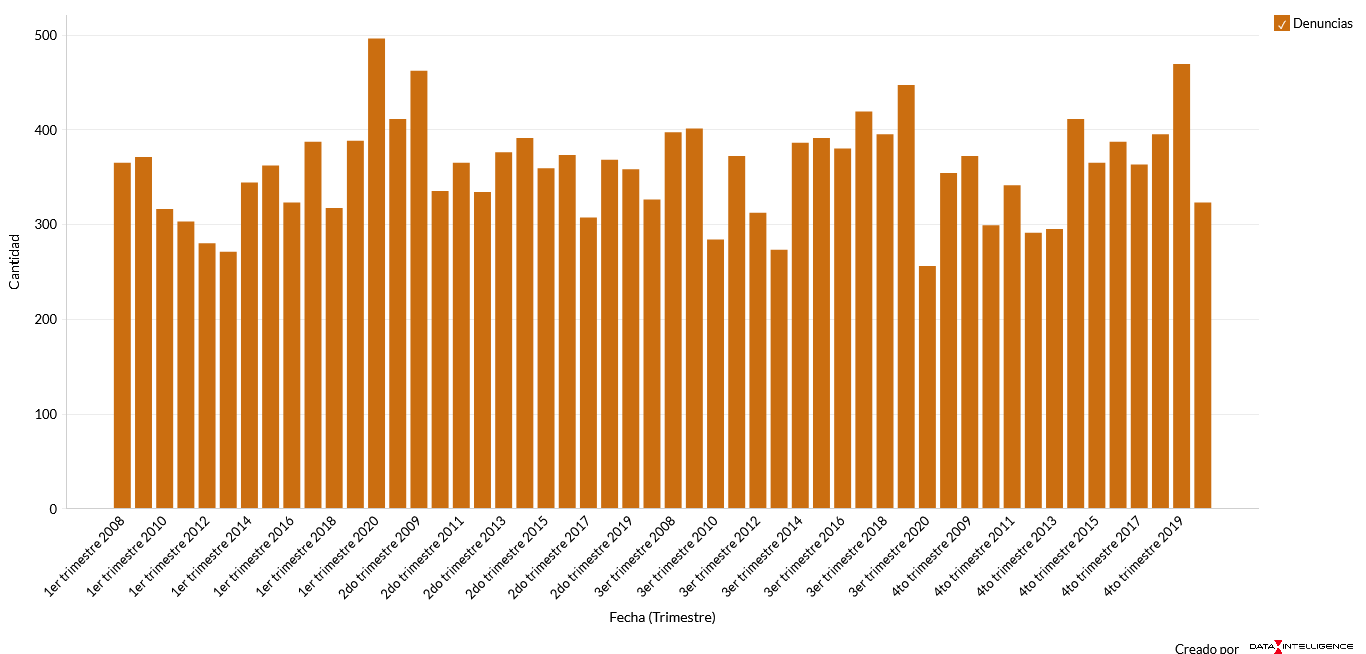 Denuncias
500
400
300
200
100
0
Cantidad
1er trimestre 2008
1er trimestre 2010
1er trimestre 2012
1er trimestre 2014
1er trimestre 2016
1er trimestre 2018
1er trimestre 2020
2do trimestre 2009
2do trimestre 2011
2do trimestre 2013
2do trimestre 2015
2do trimestre 2017
2do trimestre 2019
3er trimestre 2008
3er trimestre 2010
3er trimestre 2012
3er trimestre 2014
3er trimestre 2016
3er trimestre 2018
3er trimestre 2020
4to trimestre 2009
4to trimestre 2011
4to trimestre 2013
4to trimestre 2015
4to trimestre 2017
4to trimestre 2019
Fecha (Trimestre)
Creado por DATA INTELLIGENCE